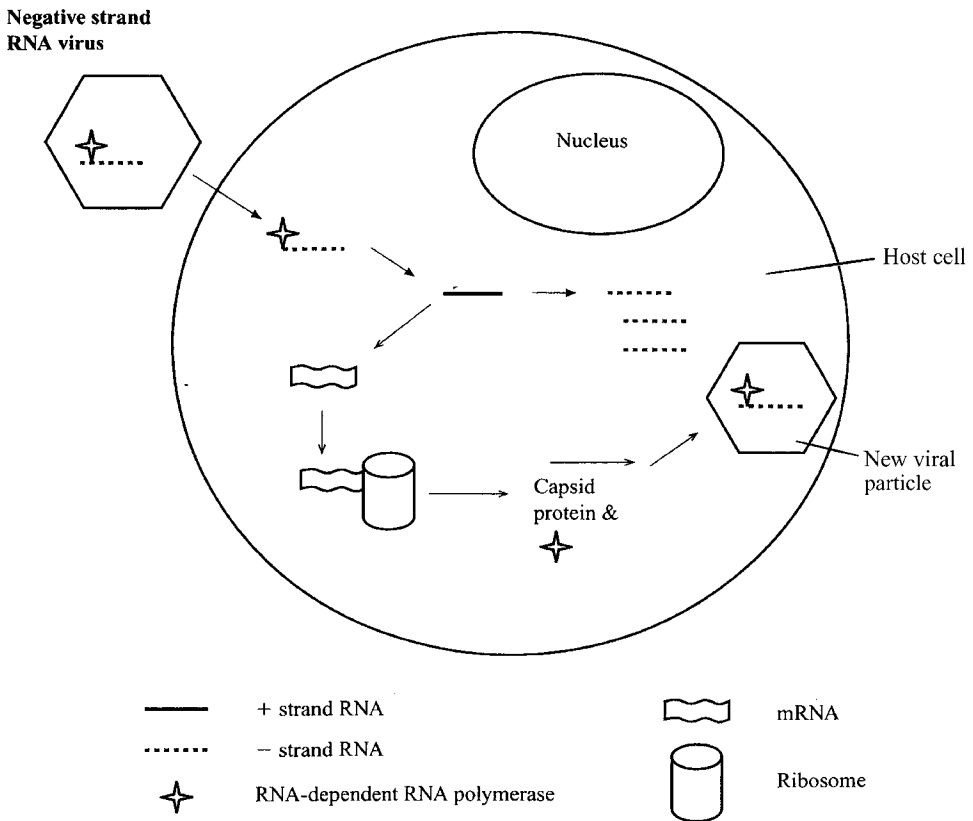 Negative strand
RNA virus
Nucleus
Host cell
New viral
particle
Capsid
protein &
+ strand RNA
− strand RNA
RNA-dependent RNA polymerase
mRNA
Ribosome